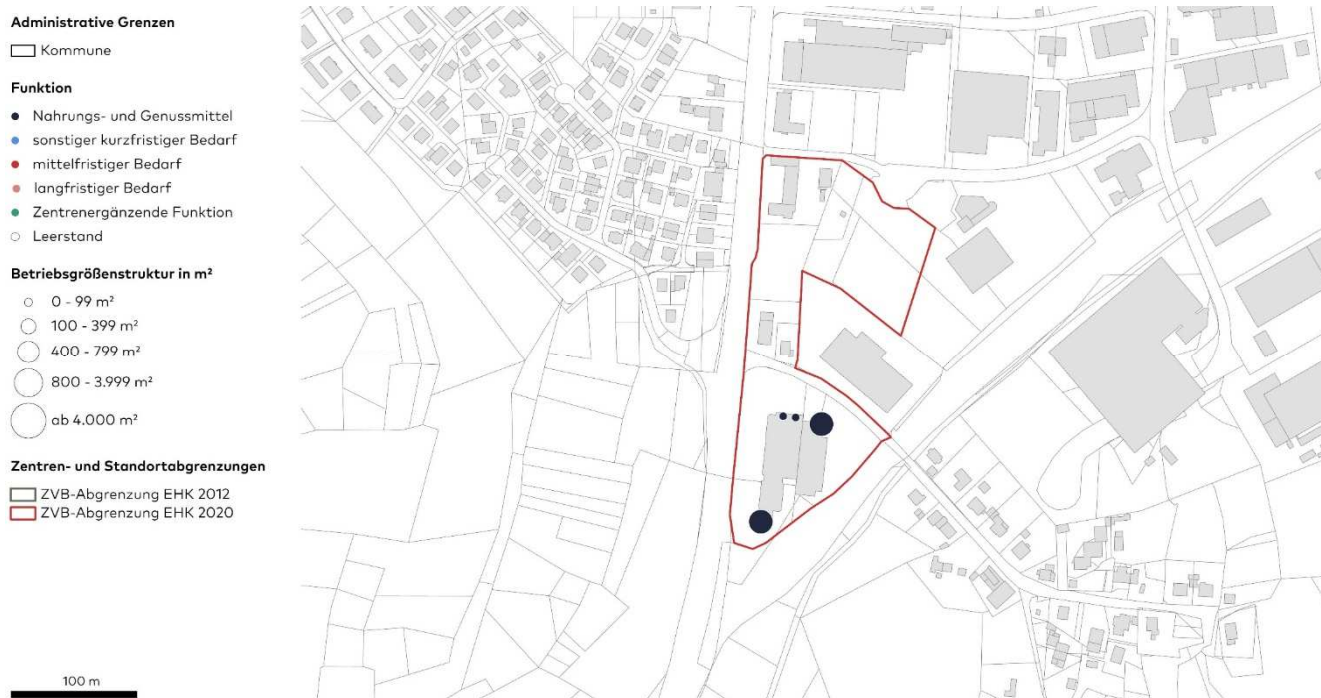 Administrative Grenzen
Kommune
Funktion
Nahrungs- und Genussmittel
sonstiger kurzfristiger Bedarf
mittelfristiger Bedarf
langfristiger Bedarf
Zentrenergänzende Funktion
Leerstand
Betriebsgrößenstruktur in m²
0 - 99 m²
100 - 399 m²
400 - 799 m²
800 - 3.999 m²
ab 4.000 m²
Zentren- und Standortabgrenzungen
ZVB-Abgrenzung EHK 2012
ZVB-Abgrenzung EHK 2020
100 m